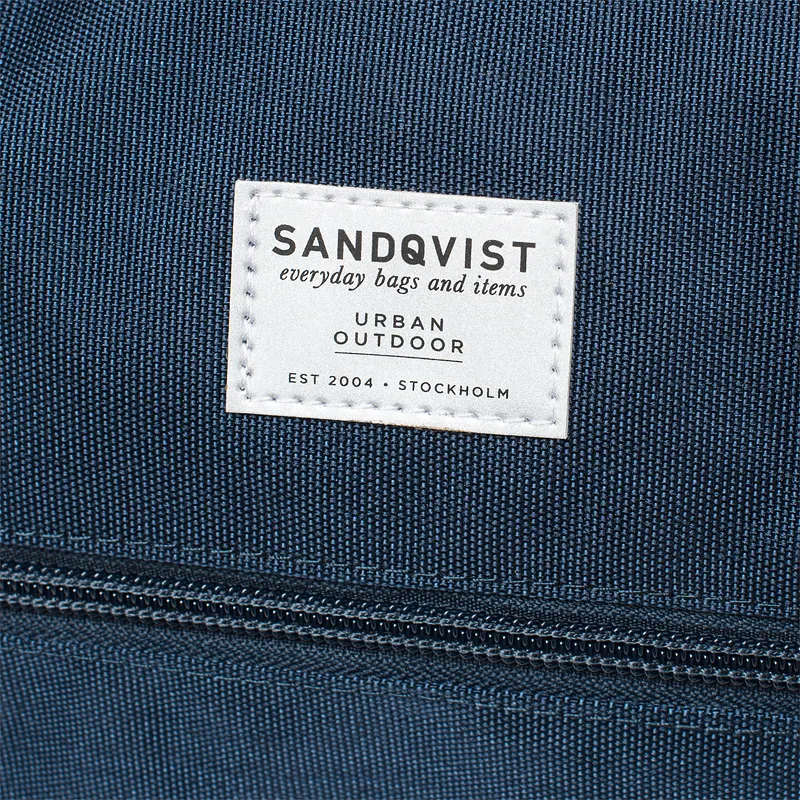 SANDQVIST
everyday bags and items
URBAN
OUTDOOR
EST 2004 • STOCKHOLM